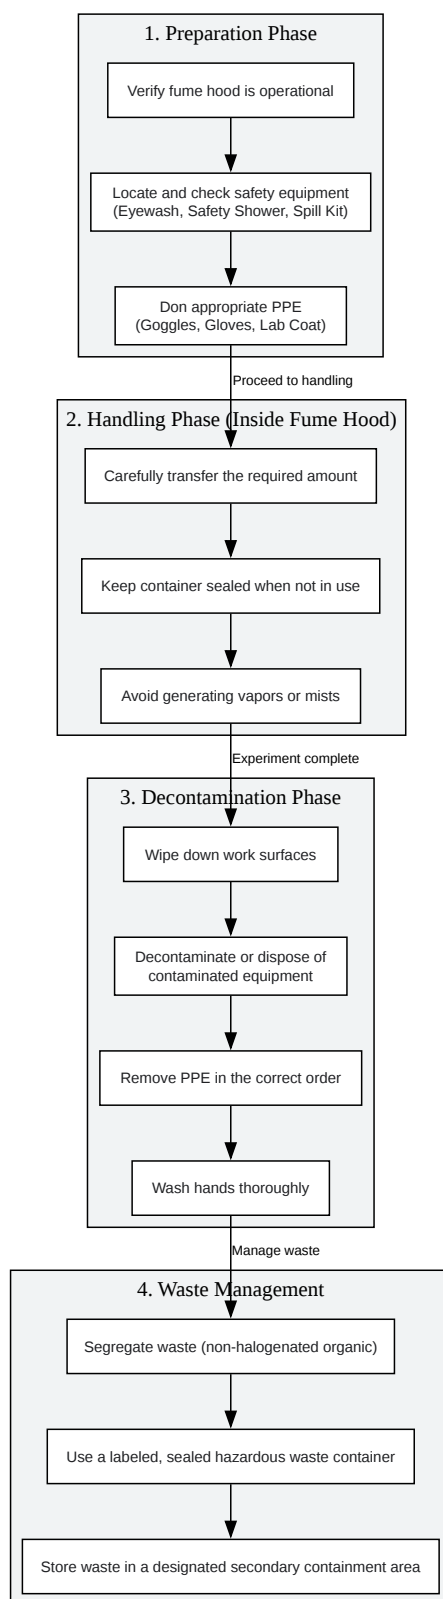 1. Preparation Phase
Verify fume hood is operational
Locate and check safety equipment
(Eyewash, Safety Shower, Spill Kit)
Don appropriate PPE
(Goggles, Gloves, Lab Coat)
Proceed to handling
2. Handling Phase (Inside Fume Hood)
Carefully transfer the required amount
Keep container sealed when not in use
Avoid generating vapors or mists
Experiment complete
3. Decontamination Phase
Wipe down work surfaces
Decontaminate or dispose of
contaminated equipment
Remove PPE in the correct order
Wash hands thoroughly
Manage waste
4. Waste Management
Segregate waste (non-halogenated organic)
Use a labeled, sealed hazardous waste container
Store waste in a designated secondary containment area